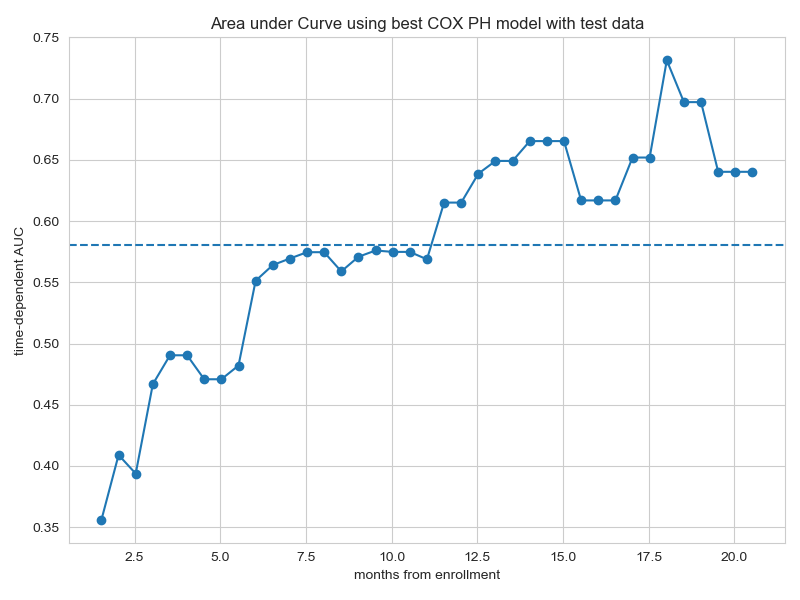 Area under Curve using best COX PH model with test data
time-dependent AUC
0.75
0.70
0.65
0.60
0.55
0.50
0.45
0.40
0.35
2.5 5.0 7.5 10.0 12.5 15.0 17.5 20.0
months from enrollment